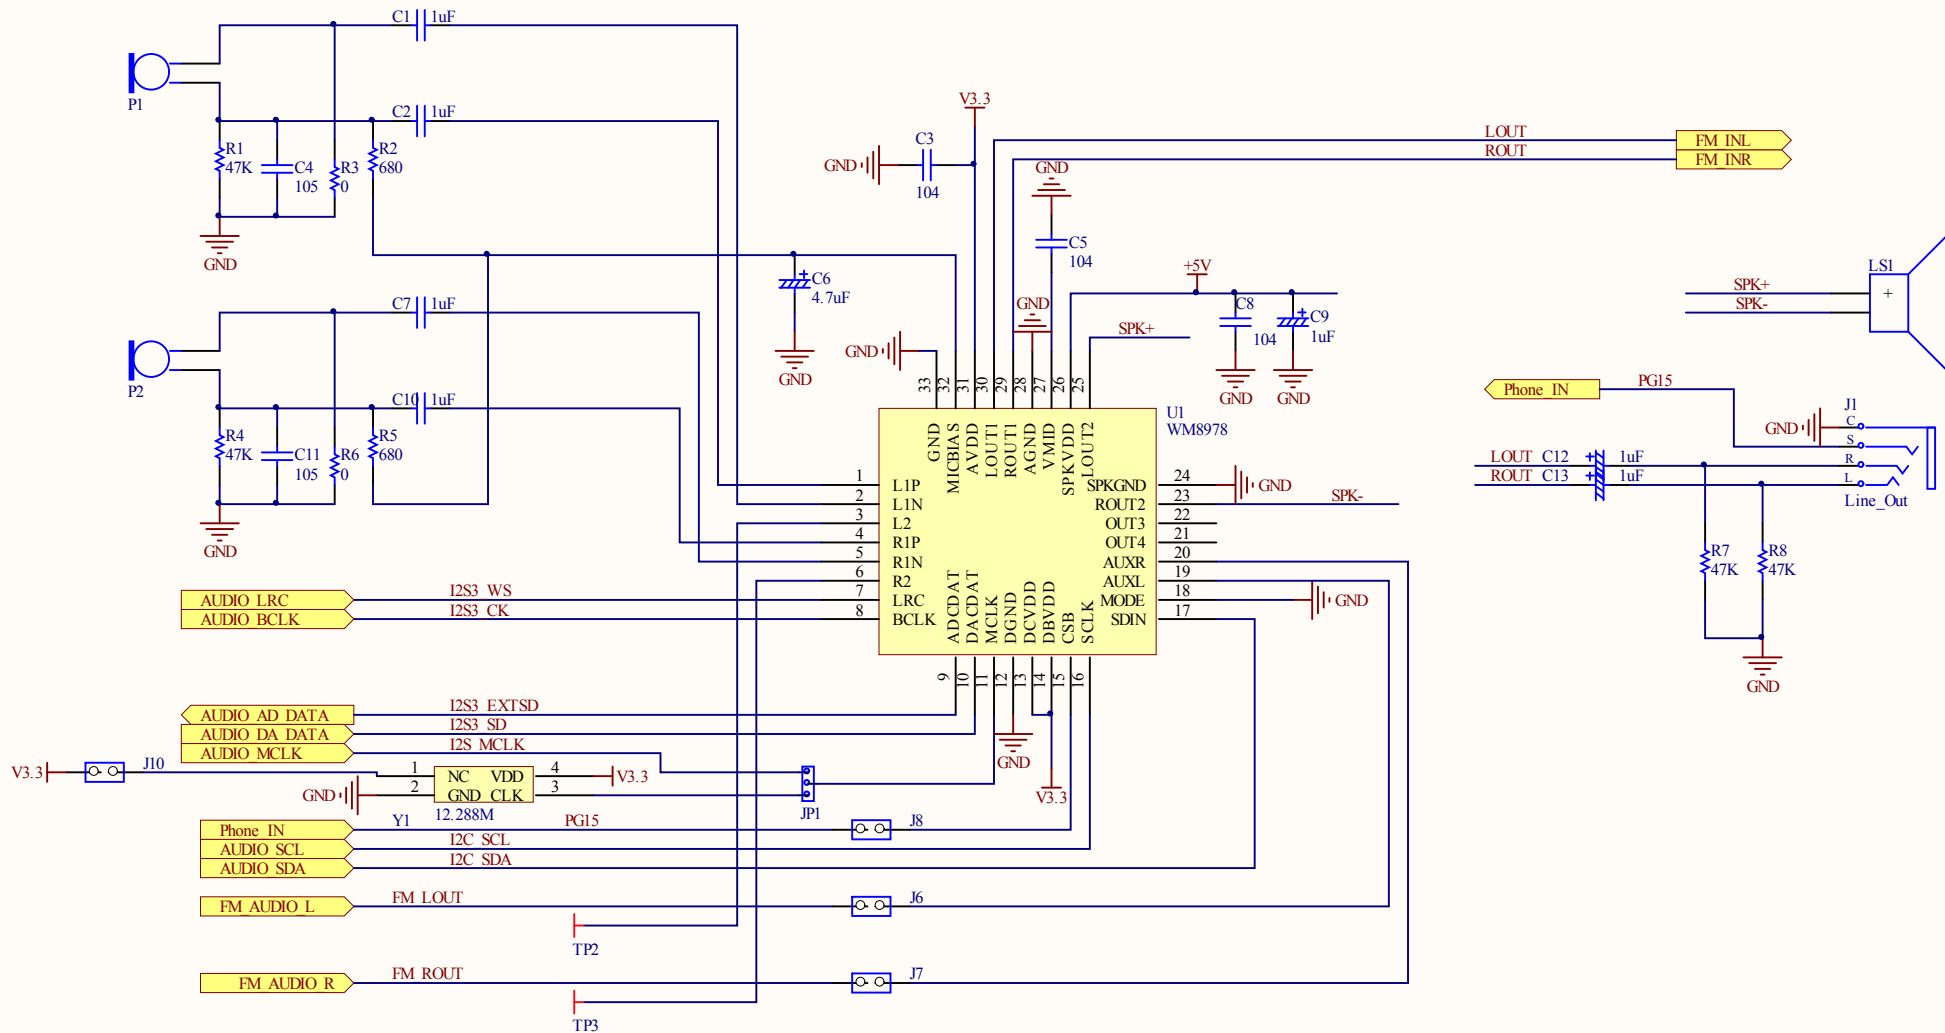 C1 1uF
P1
C2 1uF
R1
47K
C4
105
R3
0
R2
680
GND
V3.3
C3
GND
104
GND
C5
104
LOUT
ROUT
FM_INL
FM_INR
C6
4.7uF
GND
+5V
GND
C8
104
C9
1uF
SPK+
GND
GND
GND
SPK+
SPK-
LS1
+
C7 1uF
P2
C10 1uF
R4
47K
C11
105
R6
0
R5
680
GND
Phone_IN
PG15
J1
GND
C
S
R
L
LOUT C12 1uF
ROUT C13 1uF
Line_Out
R7
47K
R8
47K
GND
U1
WM8978
33
32
31
30
29
28
27
26
25
GND
MICBIAS
AVDD
LOUT1
ROUT1
AGND
VMID
SPKVDD
LOUT2
1 L1P
2 L1N
3 L2
4 R1P
5 R1N
6 R2
7 LRC
8 BCLK
SPKGND 24
ROUT2 23
OUT3 22
OUT4 21
AUXR 20
AUXL 19
MODE 18
SDIN 17
GND
SPK-
GND
ADCDAT
DACDAT
MCLK
DGND
DCVDD
DBVDD
CSB
SCLK
9
10
11
12
13
14
15
16
AUDIO_LRC I2S3_WS
AUDIO_BCLK I2S3_CK
AUDIO_AD_DATA I2S3_EXTSD
AUDIO_DA_DATA I2S3_SD
AUDIO_MCLK I2S_MCLK
GND
V3.3
V3.3
J10
1 NC VDD 4
2 GND CLK 3
GND
V3.3
12.288M
Y1
JP1
Phone_IN PG15 J8
AUDIO_SCL I2C_SCL
AUDIO_SDA I2C_SDA
FM_AUDIO_L FM_LOUT J6
TP2
FM_AUDIO_R FM_ROUT J7
TP3